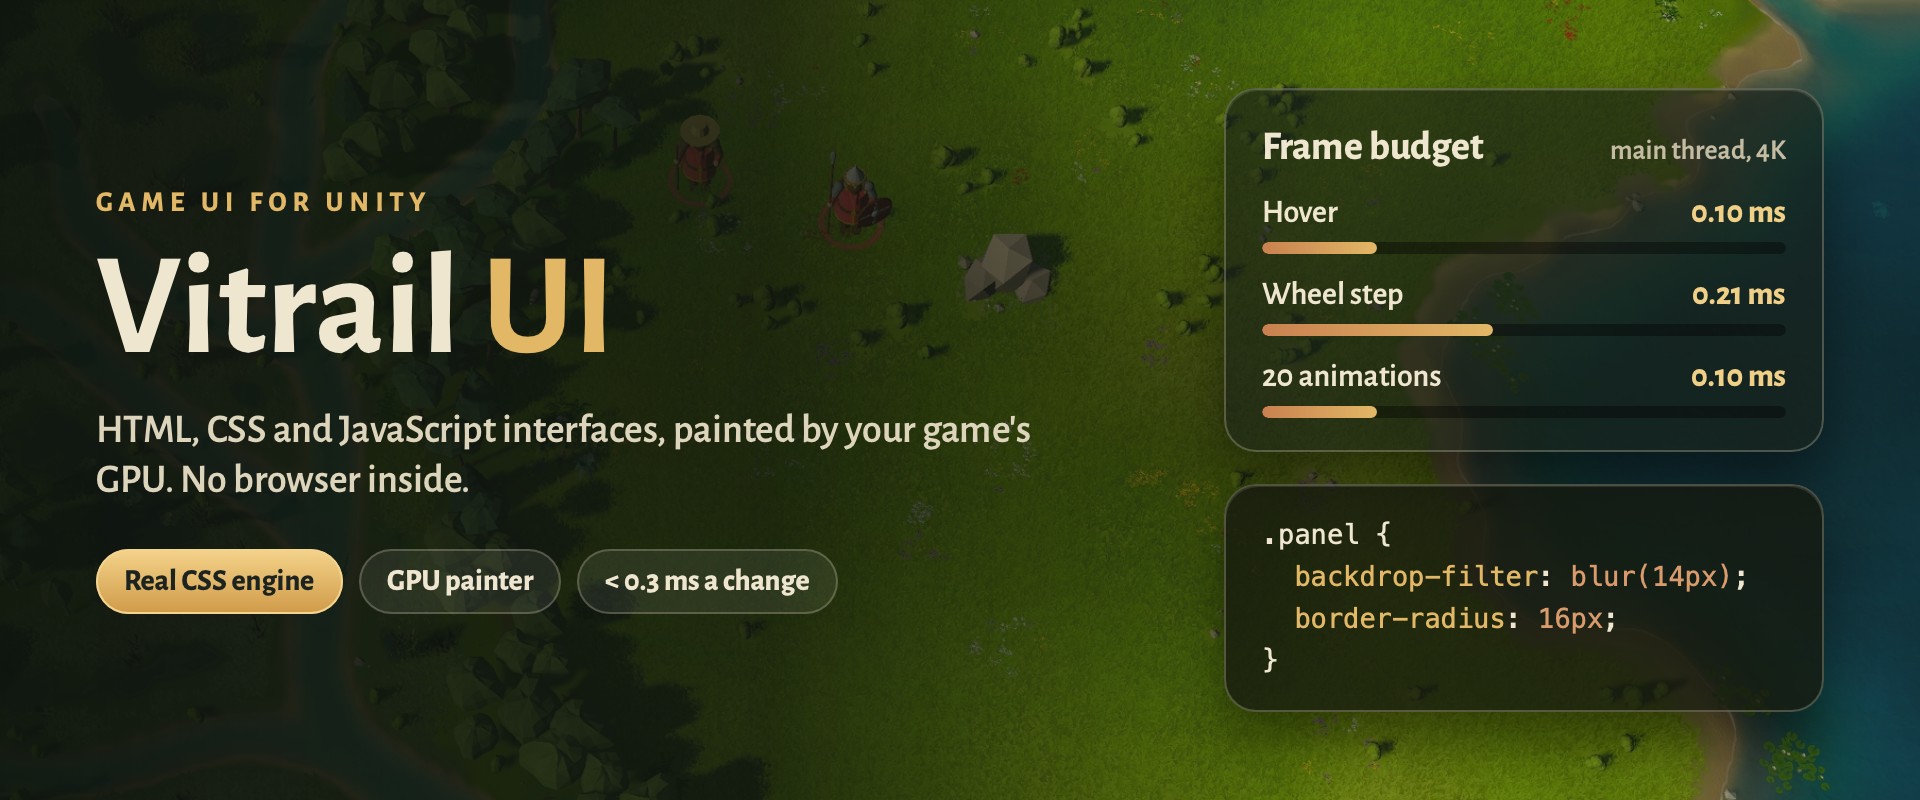 GAME UI FOR UNITY
Vitrail UI
HTML, CSS and JavaScript interfaces, painted by your game's
GPU. No browser inside.
Real CSS engine
GPU painter
< 0.3 ms a change
Frame budget
main thread, 4K
Hover
0.10 ms
Wheel step
0.21 ms
20 animations
0.10 ms
.panel {
  backdrop-filter: blur(14px);
  border-radius: 16px;
}